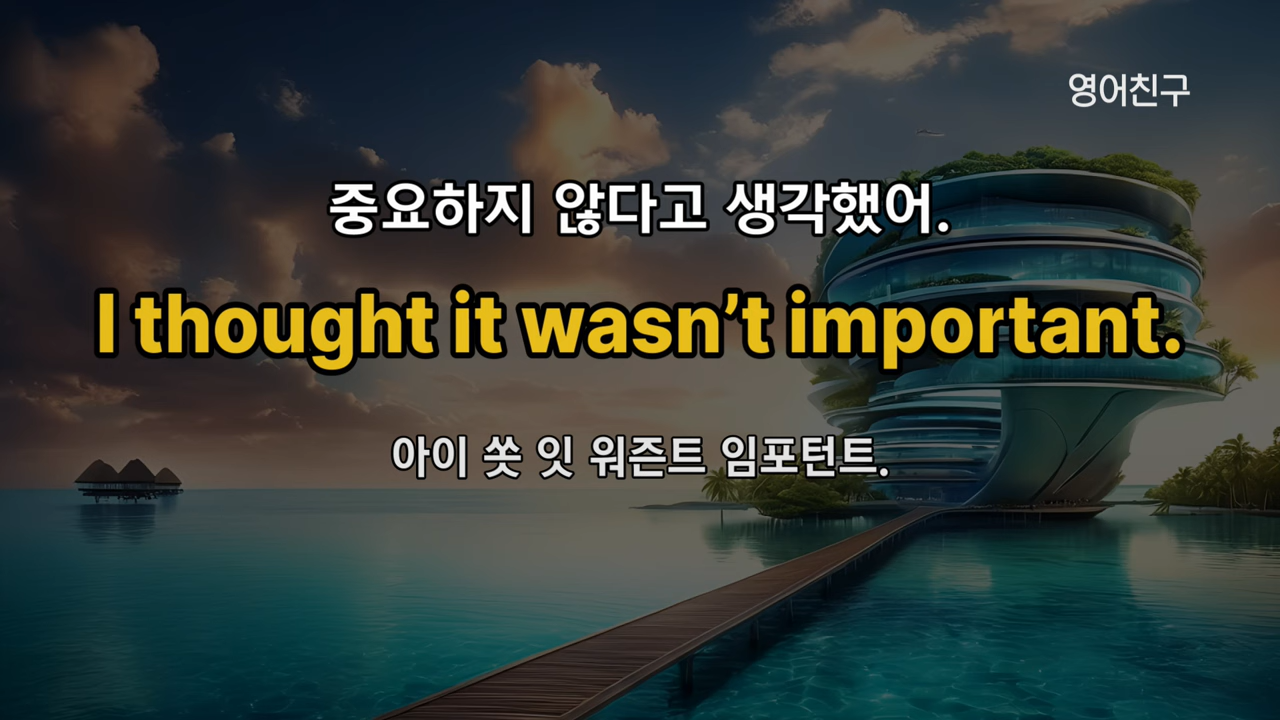 영어친구
중요하지 않다고 생각했어.
I thought it wasn’t important.
아이 쏫 잇 워즌트 임포턴트.